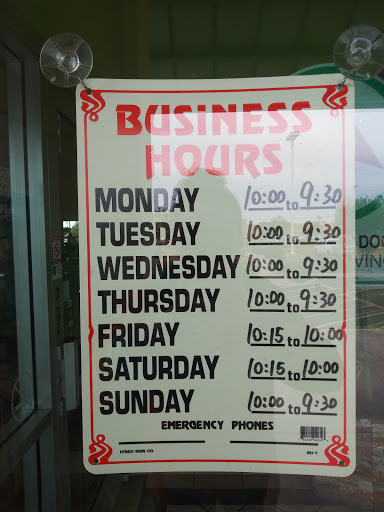 BUSINESS
HOURS
MONDAY 10:00 to 9:30
TUESDAY 10:00 to 9:30
WEDNESDAY 10:00 to 9:30
THURSDAY 10:00 to 9:30
FRIDAY 10:15 to 10:00
SATURDAY 10:15 to 10:00
SUNDAY 10:00 to 9:30
EMERGENCY PHONES
LYNCH SIGN CO.